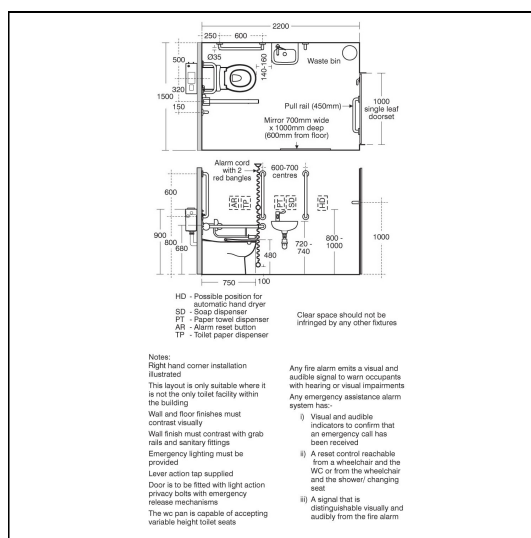 2200
250
600
Ø35
500
320
150
1500
140-160
Waste bin
Pull rail (450mm)
Mirror 700mm wide
x 1000mm deep
(600mm from floor)
1000
single leaf
doorset
Alarm cord
with 2
red bangles
600-700
centres
600
AR
TP
PT
SD
HD
900
800
680
480
720 -
740
800 -
1000
1000
750
100
HD - Possible position for
automatic hand dryer
SD - Soap dispenser
PT - Paper towel dispenser
AR - Alarm reset button
TP - Toilet paper dispenser
Clear space should not be
infringed by any other fixtures
Notes:
Right hand corner installation
illustrated
This layout is only suitable where it
is not the only toilet facility within
the building
Wall and floor finishes must
contrast visually
Wall finish must contrast with grab
rails and sanitary fittings
Emergency lighting must be
provided
Lever action tap supplied
Door is to be fitted with light action
privacy bolts with emergency
release mechanisms
The wc pan is capable of accepting
variable height toilet seats
Any fire alarm emits a visual and
audible signal to warn occupants
with hearing or visual impairments
Any emergency assistance alarm
system has:-
i) Visual and audible
indicators to confirm that
an emergency call has
been received
ii) A reset control reachable
from a wheelchair and the
WC or from the wheelchair
and the shower/ changing
seat
iii) A signal that is
distinguishable visually and
audibly from the fire alarm